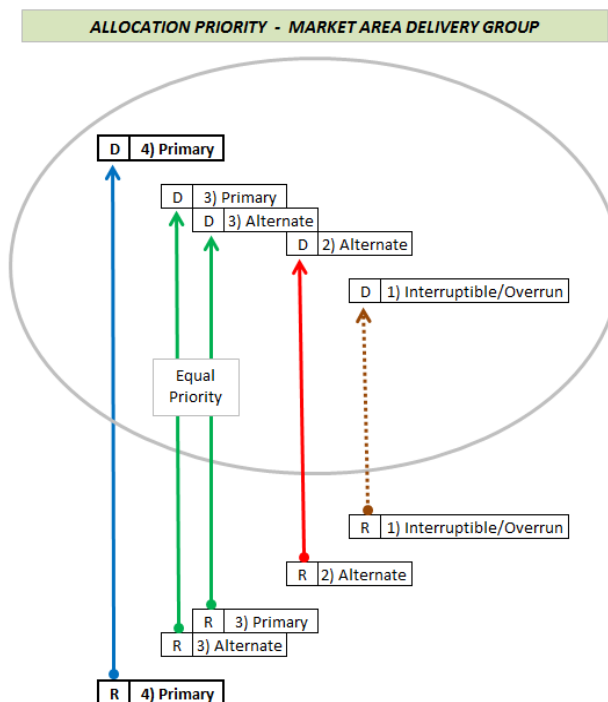 ALLOCATION PRIORITY - MARKET AREA DELIVERY GROUP
D 4) Primary
D 3) Primary
D 3) Alternate
D 2) Alternate
D 1) Interruptible/Overrun
Equal
Priority
R 1) Interruptible/Overrun
R 2) Alternate
R 3) Primary
R 3) Alternate
R 4) Primary